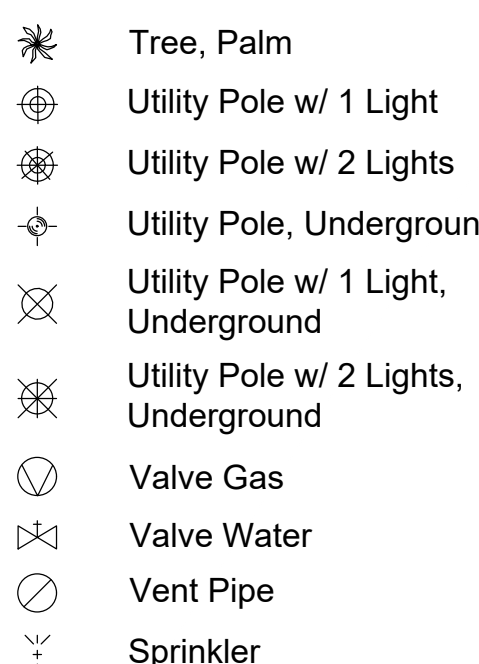 Tree, Palm
Utility Pole w/ 1 Light
Utility Pole w/ 2 Lights
Utility Pole, Undergroun
Utility Pole w/ 1 Light,
Underground
Utility Pole w/ 2 Lights,
Underground
Valve Gas
Valve Water
Vent Pipe
Sprinkler